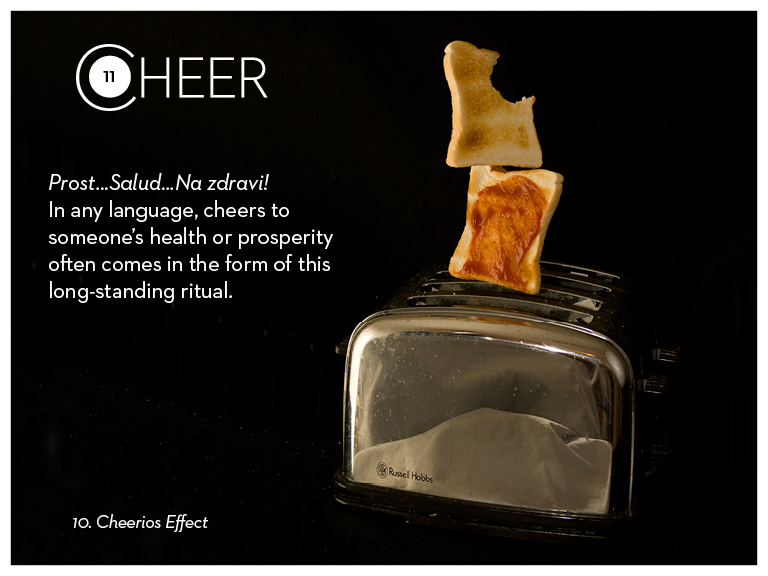 11
CHEER
Prost...Salud...Na zdravi!
In any language, cheers to
someone's health or prosperity
often comes in the form of this
long-standing ritual.
Russell Hobbs
10. Cheerios Effect